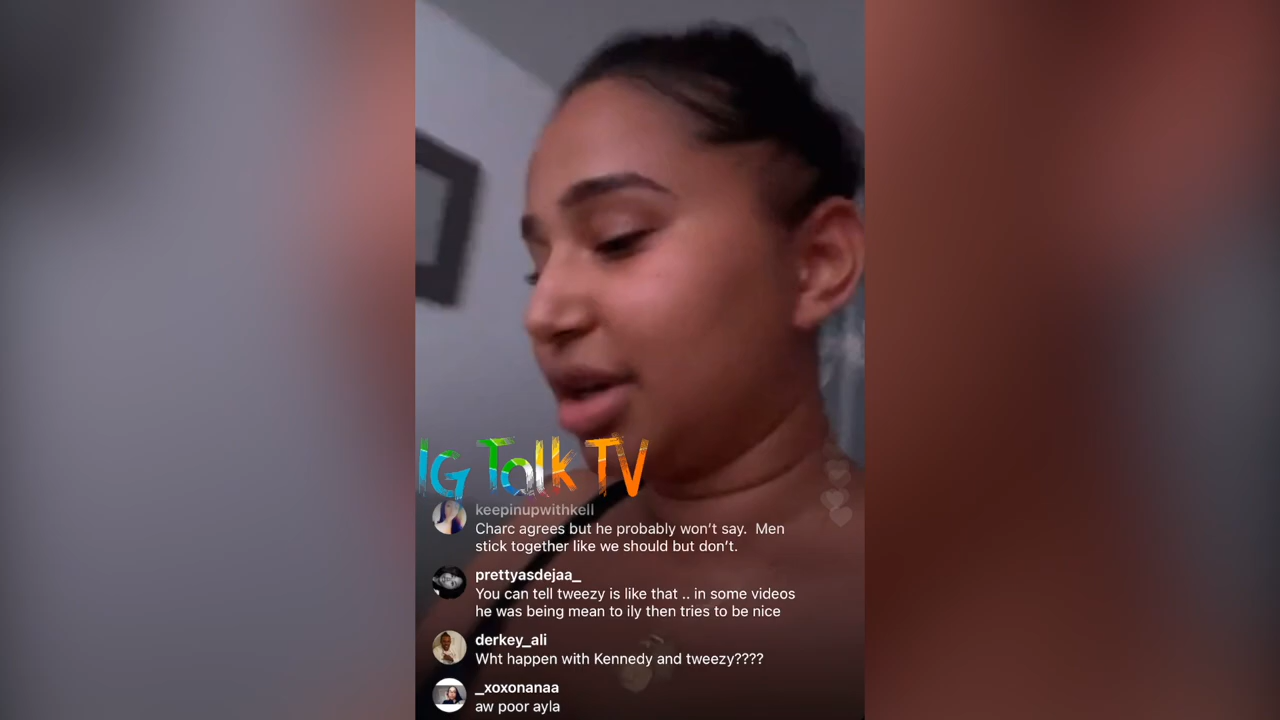 IG Talk TV
keepinupwithkell
Charc agrees but he probably won’t say. Men
stick together like we should but don’t.
prettyasdejaa_
You can tell tweezy is like that .. in some videos
he was being mean to ily then tries to be nice
derkey_ali
Wht happen with Kennedy and tweezy????
_xoxonanaa
aw poor ayla